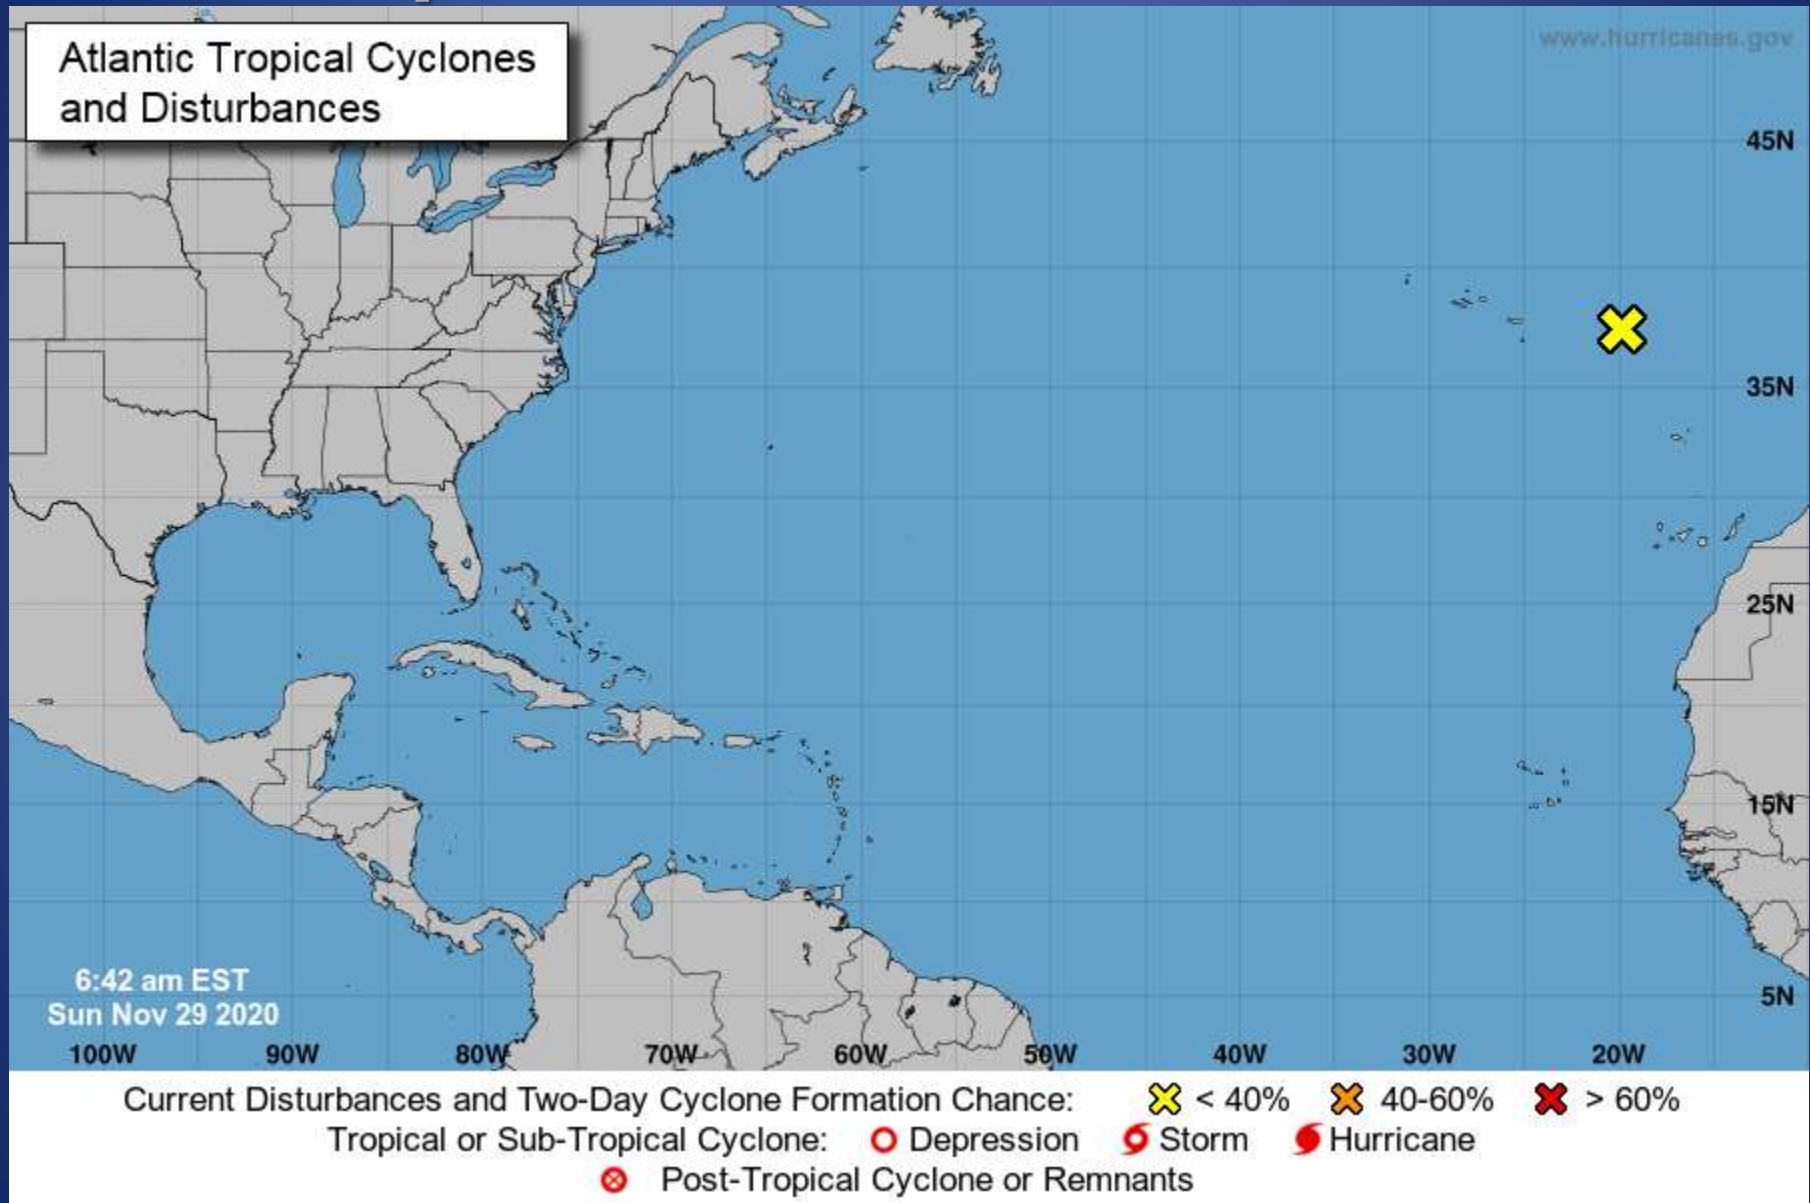 www.hurricanes.gov
Atlantic Tropical Cyclones
and Disturbances
45N
35N
25N
15N
5N
6:42 am EST
Sun Nov 29 2020
100W 90W 80W 70W 60W 50W 40W 30W 20W
Current Disturbances and Two-Day Cyclone Formation Chance: < 40% 40-60% > 60%
Tropical or Sub-Tropical Cyclone: Depression Storm Hurricane
Post-Tropical Cyclone or Remnants